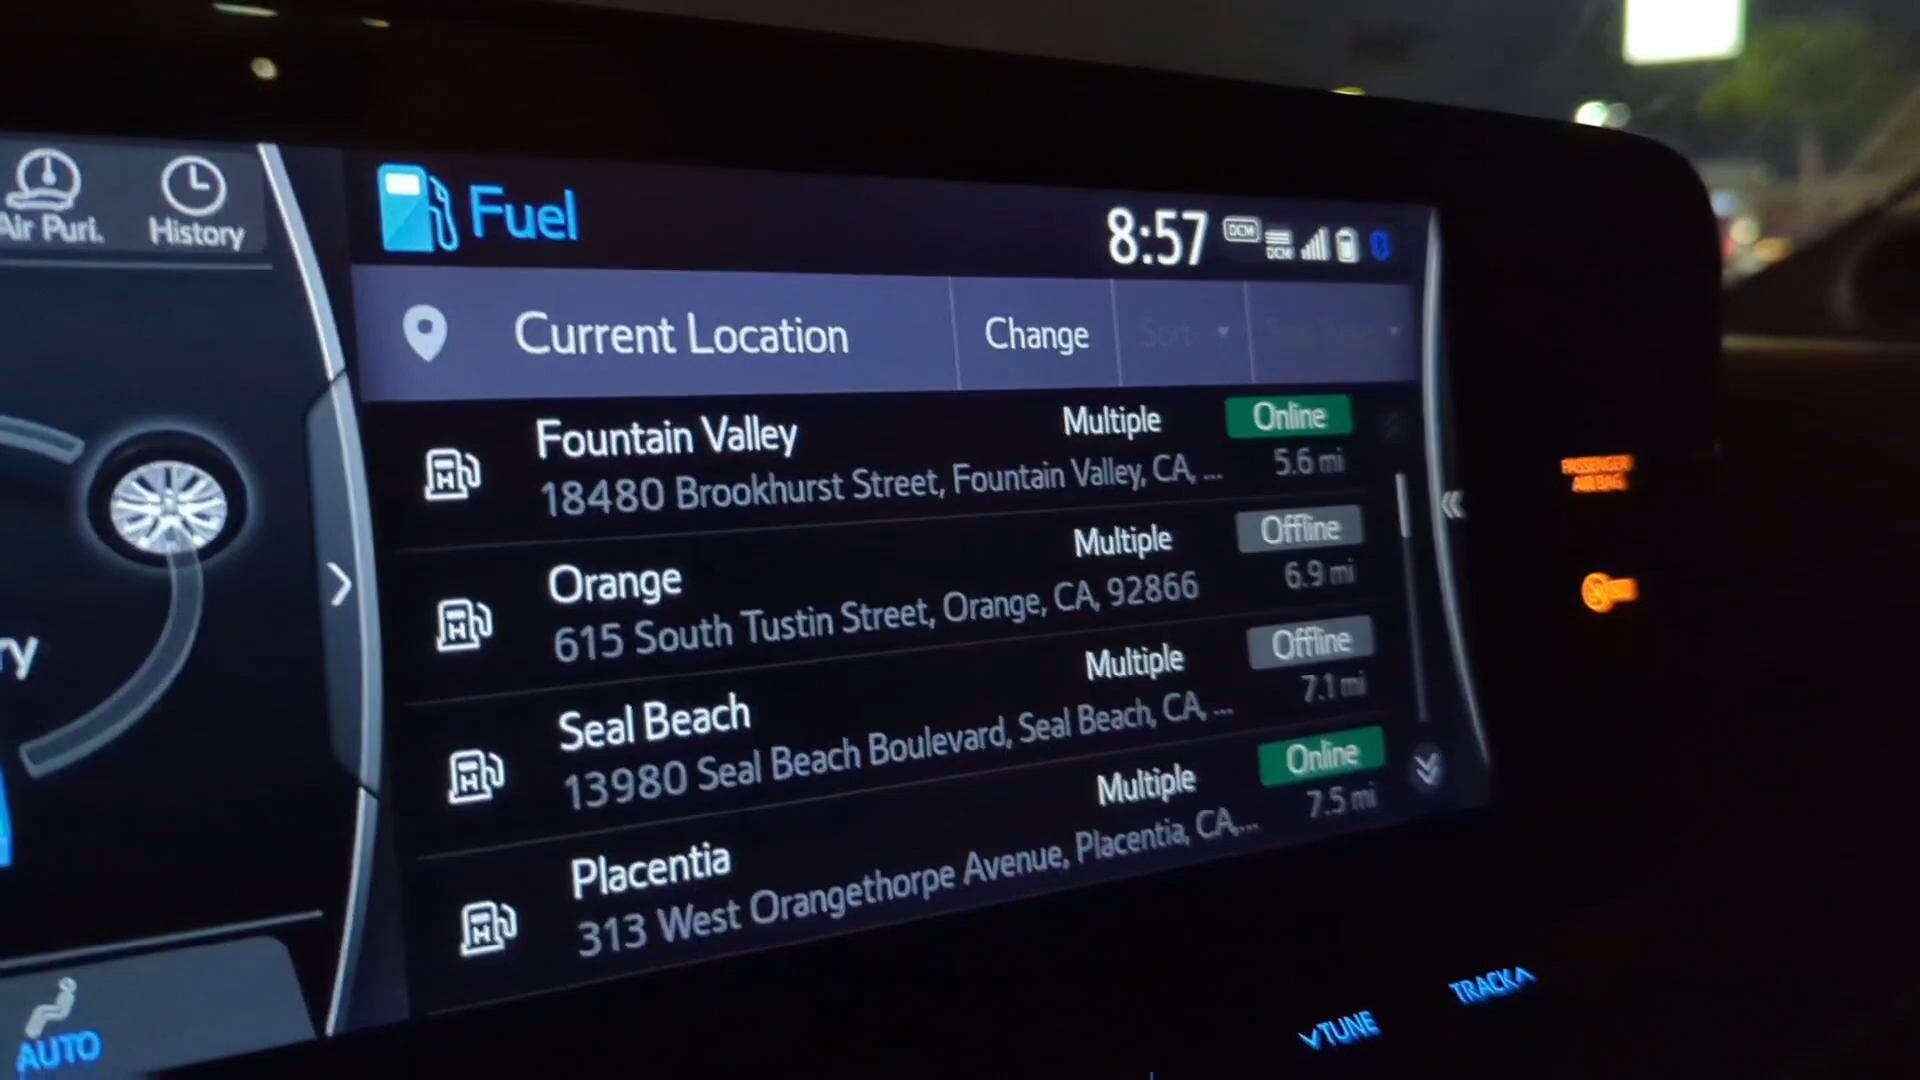 Air Puri.
History
Fuel
8:57
DCM
DCM
Current Location
Change
Sort
Fountain Valley
Multiple
Online
18480 Brookhurst Street, Fountain Valley, CA, ...
5.6 mi
Orange
Multiple
Offline
615 South Tustin Street, Orange, CA, 92866
6.9 mi
Seal Beach
Multiple
Offline
13980 Seal Beach Boulevard, Seal Beach, CA, ...
7.1 mi
Placentia
Multiple
Online
313 West Orangethorpe Avenue, Placentia, CA,...
7.5 mi
ry
AUTO
PASSENGER
AIR BAG
TUNE
TRACK